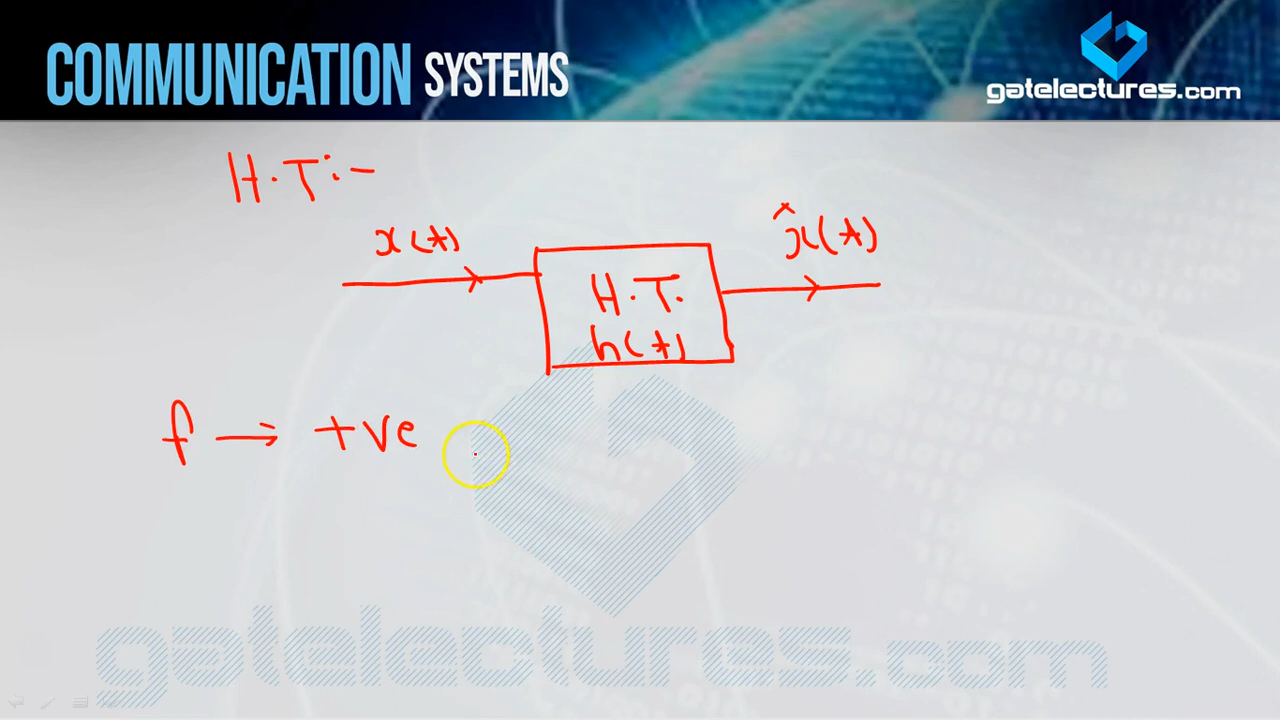 COMMUNICATION SYSTEMS
gatelectures.com
H.T:-
x(t)
x̂(t)
H.T.
h(t)
f → +ve
gatelectures.com